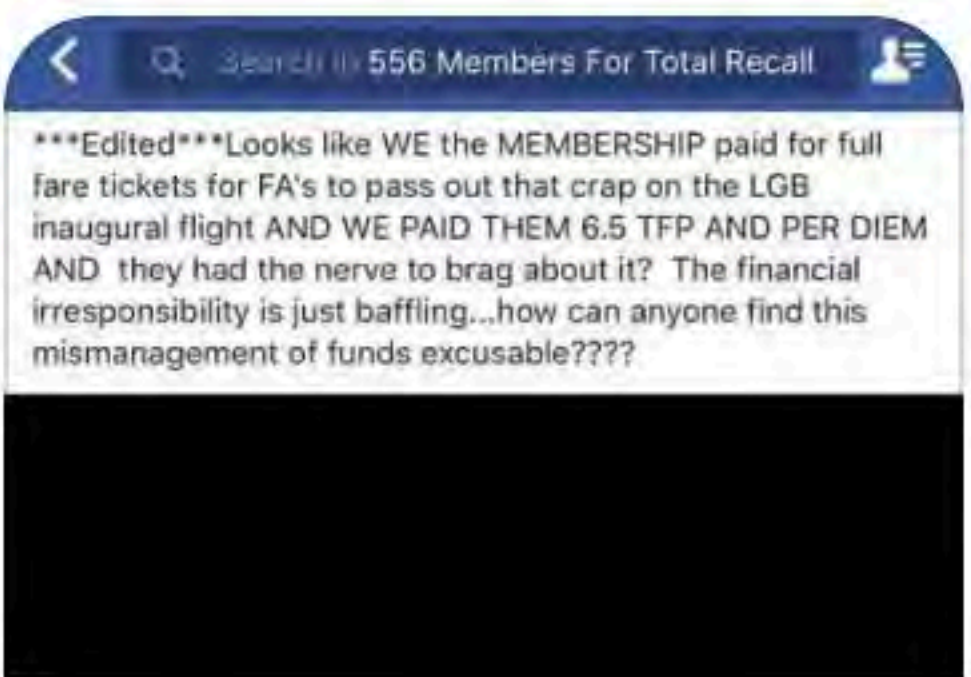 Search in 556 Members For Total Recall
***Edited***Looks like WE the MEMBERSHIP paid for full
fare tickets for FA's to pass out that crap on the LGB
inaugural flight AND WE PAID THEM 6.5 TFP AND PER DIEM
AND they had the nerve to brag about it? The financial
irresponsibility is just baffling...how can anyone find this
mismanagement of funds excusable????